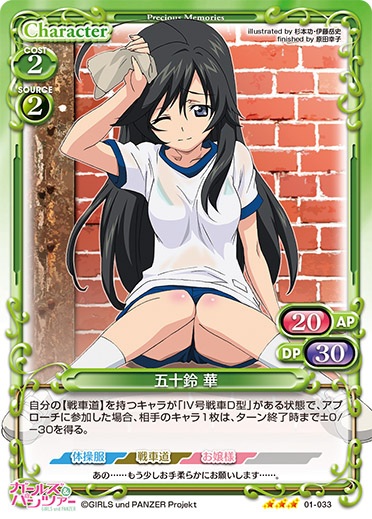 Precious Memories
Character
illustrated by 杉本功・伊藤岳史
finished by 原田幸子
COST
2
SOURCE
2
20 AP
DP 30
五十鈴 華
自分の【戦車道】を持つキャラが「Ⅳ号戦車D型」がある状態で、アプ
ローチに参加した場合、相手のキャラ1枚は、ターン終了時まで±0/
−30を得る。
体操服 戦車道 お嬢様
あの……もう少しお手柔らかにお願いします……。
ガールズ&パンツァー
GIRLS und PANZER
©GIRLS und PANZER Projekt
01-033